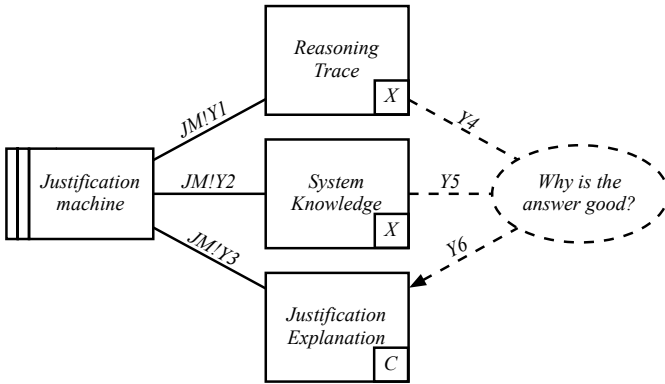 Reasoning
Trace
X
JM!Y1
Y4
Justification
machine
JM!Y2
System
Knowledge
X
Y5
Why is the
answer good?
JM!Y3
Y6
Justification
Explanation
C